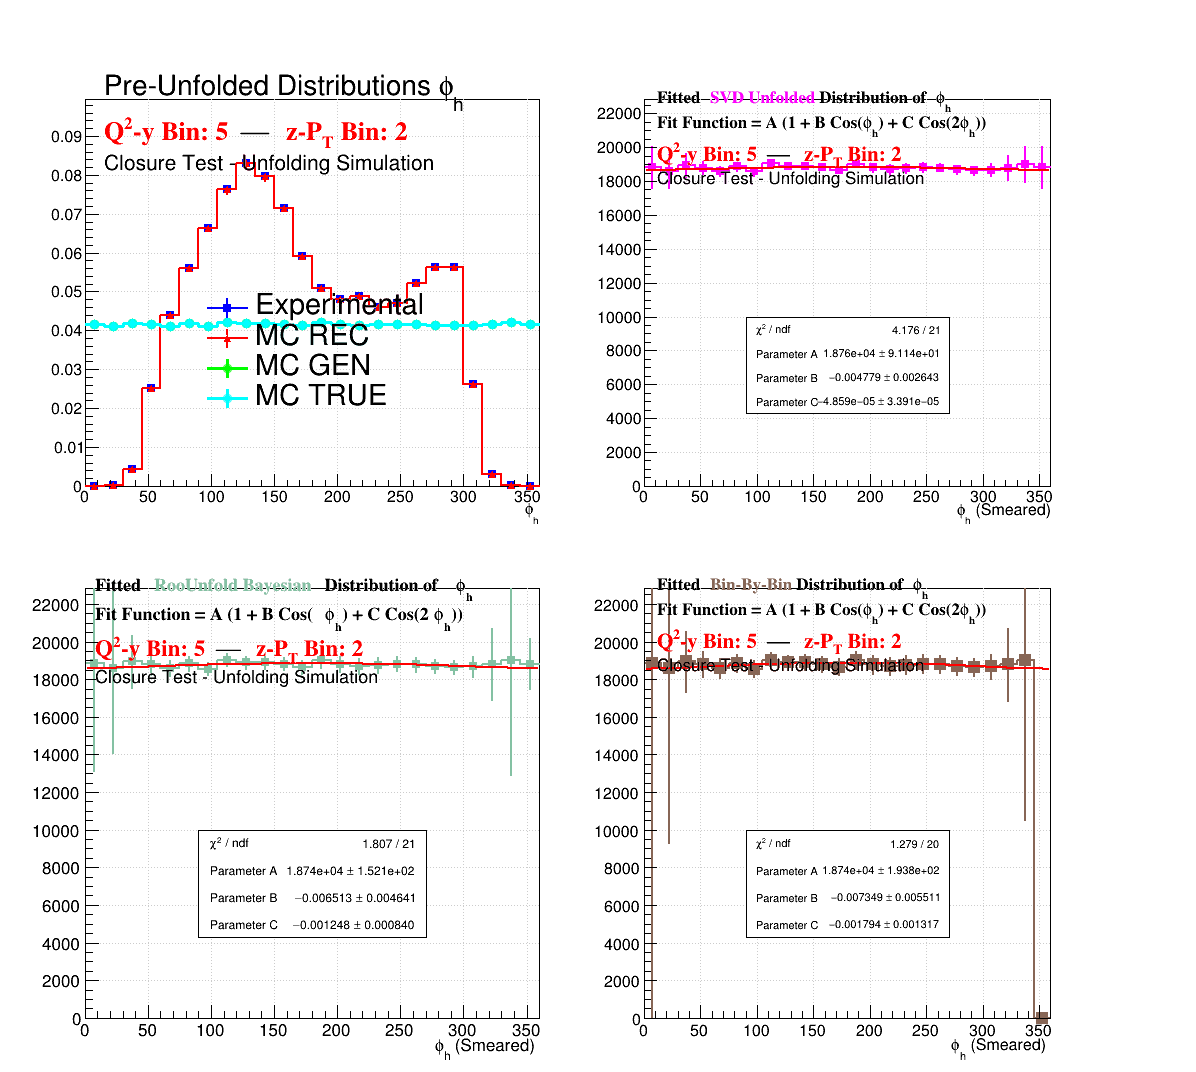 Pre-Unfolded Distributions ϕh
Q2-y Bin: 5 — z-PT Bin: 2
Closure Test - Unfolding Simulation
0.09
0.08
0.07
0.06
0.05
0.04
0.03
0.02
0.01
0
Experimental
MC REC
MC GEN
MC TRUE
0 50 100 150 200 250 300 350
ϕh
Fitted SVD Unfolded Distribution of ϕh
Fit Function = A (1 + B Cos(ϕh) + C Cos(2ϕh))
Q2-y Bin: 5 — z-PT Bin: 2
Closure Test - Unfolding Simulation
22000
20000
18000
16000
14000
12000
10000
8000
6000
4000
2000
0
χ2 / ndf 4.176 / 21
Parameter A 1.876e+04 ± 9.114e+01
Parameter B −0.004779 ± 0.002643
Parameter C −4.859e−05 ± 3.391e−05
0 50 100 150 200 250 300 350
ϕh (Smeared)
Fitted RooUnfold Bayesian Distribution of ϕh
Fit Function = A (1 + B Cos( ϕh) + C Cos(2 ϕh))
Q2-y Bin: 5 — z-PT Bin: 2
Closure Test - Unfolding Simulation
22000
20000
18000
16000
14000
12000
10000
8000
6000
4000
2000
0
χ2 / ndf 1.807 / 21
Parameter A 1.874e+04 ± 1.521e+02
Parameter B −0.006513 ± 0.004641
Parameter C −0.001248 ± 0.000840
0 50 100 150 200 250 300 350
ϕh (Smeared)
Fitted Bin-By-Bin Distribution of ϕh
Fit Function = A (1 + B Cos(ϕh) + C Cos(2ϕh))
Q2-y Bin: 5 — z-PT Bin: 2
Closure Test - Unfolding Simulation
22000
20000
18000
16000
14000
12000
10000
8000
6000
4000
2000
0
χ2 / ndf 1.279 / 20
Parameter A 1.874e+04 ± 1.938e+02
Parameter B −0.007349 ± 0.005511
Parameter C −0.001794 ± 0.001317
0 50 100 150 200 250 300 350
ϕh (Smeared)